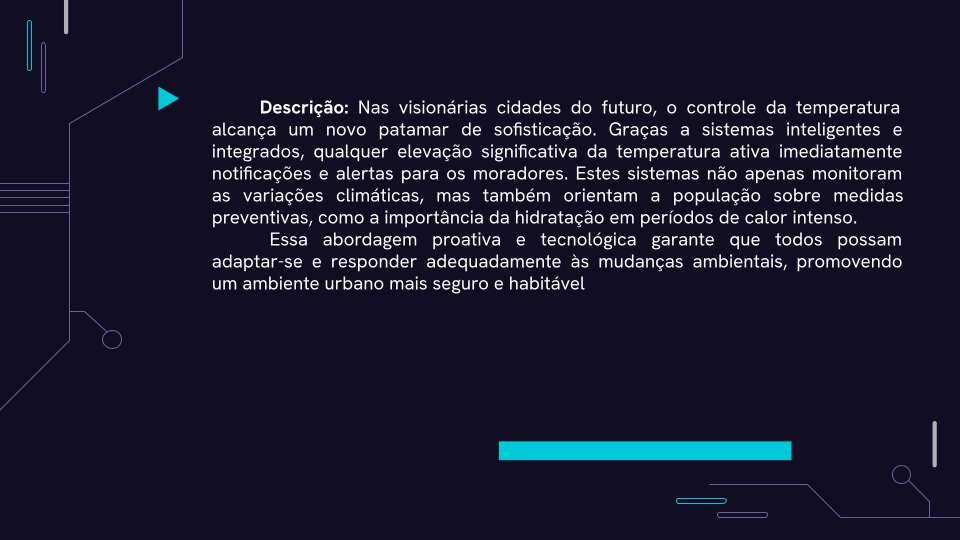 Descrição: Nas visionárias cidades do futuro, o controle da temperatura
alcança um novo patamar de sofisticação. Graças a sistemas inteligentes e
integrados, qualquer elevação significativa da temperatura ativa imediatamente
notificações e alertas para os moradores. Estes sistemas não apenas monitoram
as variações climáticas, mas também orientam a população sobre medidas
preventivas, como a importância da hidratação em períodos de calor intenso.
Essa abordagem proativa e tecnológica garante que todos possam
adaptar-se e responder adequadamente às mudanças ambientais, promovendo
um ambiente urbano mais seguro e habitável